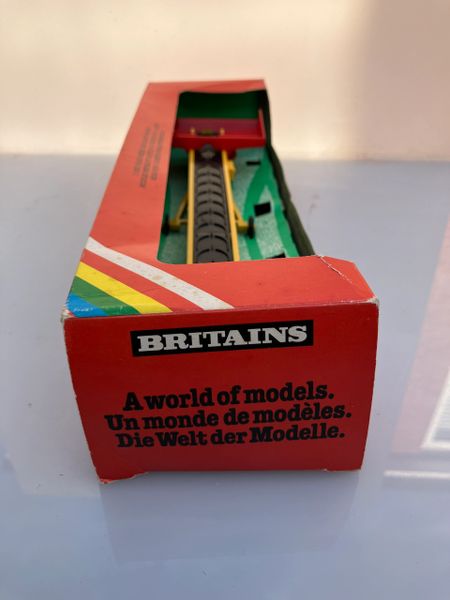 BRITAINS
A world of models.
Un monde de modèles.
Die Welt der Modelle.